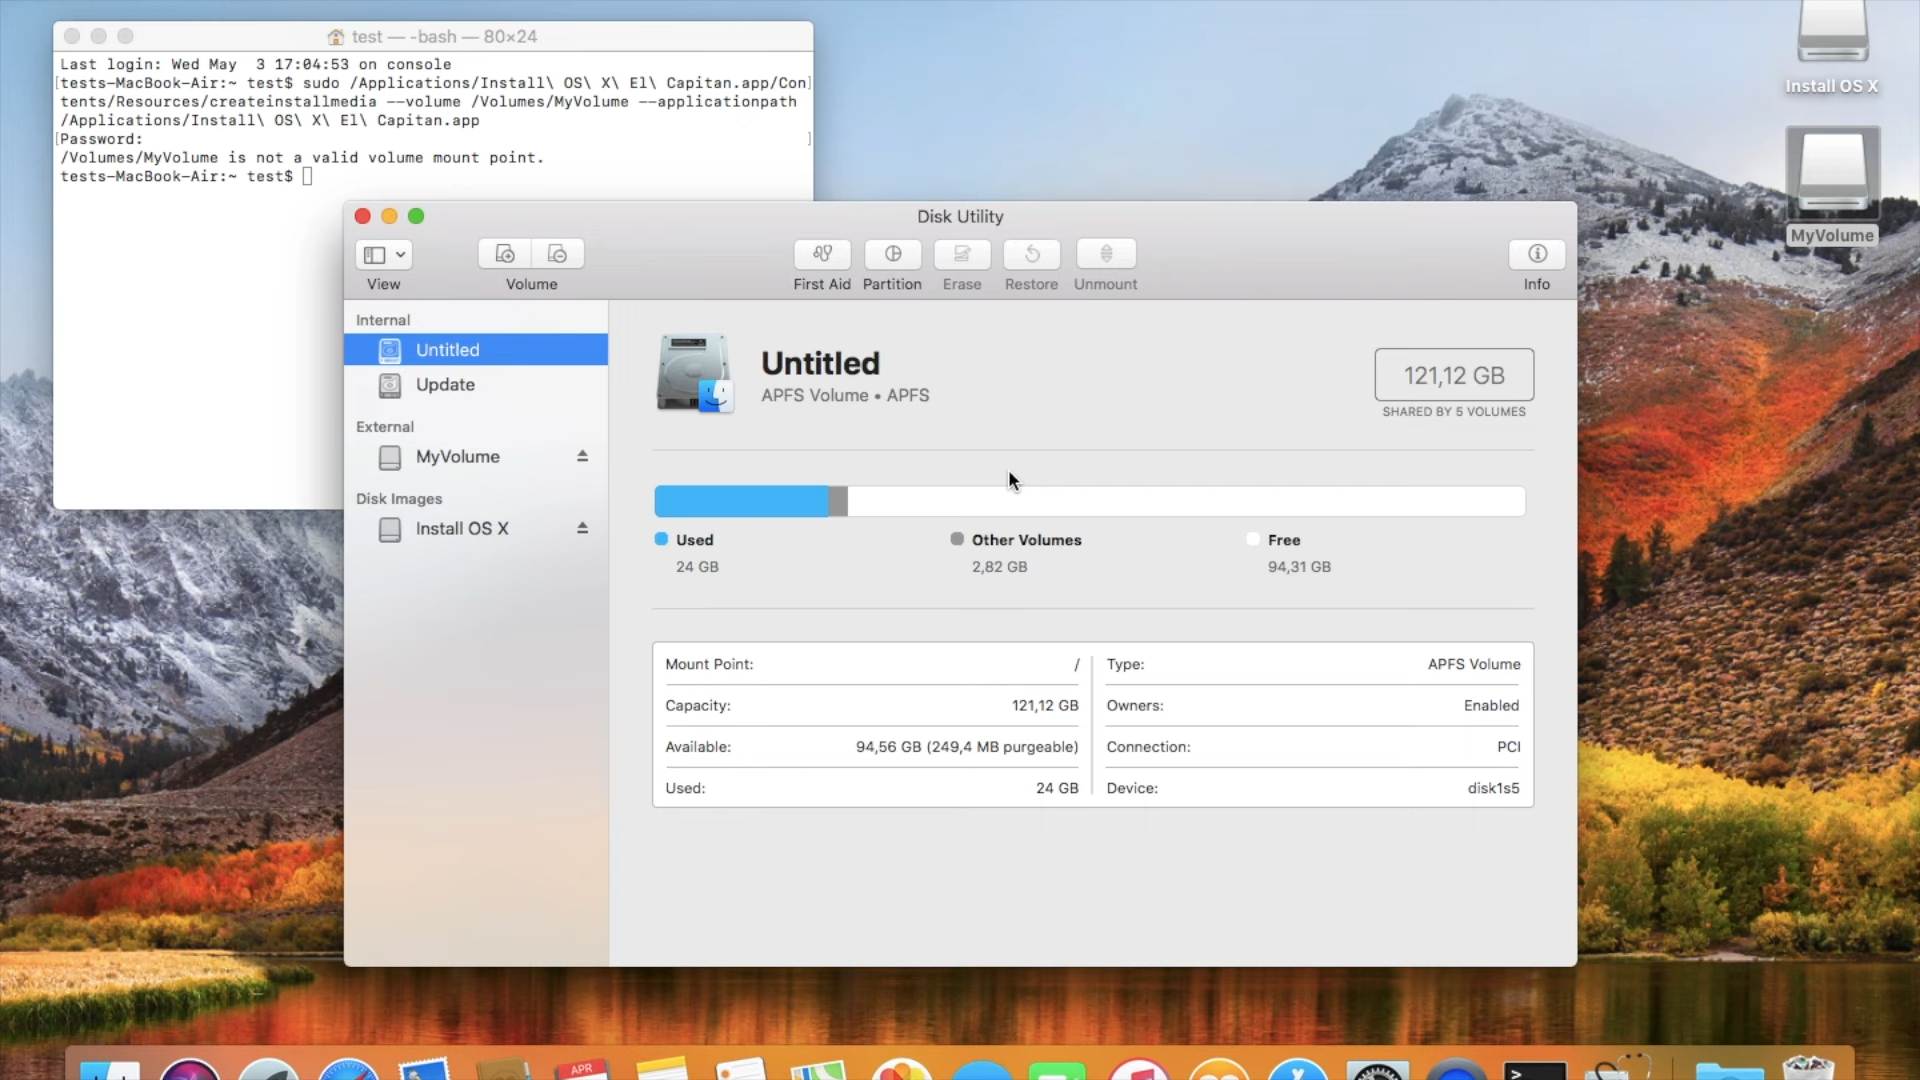 test — -bash — 80×24
Last login: Wed May  3 17:04:53 on console
[tests-MacBook-Air:~ test$ sudo /Applications/Install\ OS\ X\ El\ Capitan.app/Con]
tents/Resources/createinstallmedia --volume /Volumes/MyVolume --applicationpath
/Applications/Install\ OS\ X\ El\ Capitan.app
[Password: ]
/Volumes/MyVolume is not a valid volume mount point.
tests-MacBook-Air:~ test$
Install OS X
MyVolume
Disk Utility
View
Volume
First Aid
Partition
Erase
Restore
Unmount
Info
Internal
Untitled
Update
External
MyVolume
Disk Images
Install OS X
Untitled
APFS Volume • APFS
121,12 GB
SHARED BY 5 VOLUMES
Used
24 GB
Other Volumes
2,82 GB
Free
94,31 GB
Mount Point: /
Capacity: 121,12 GB
Available: 94,56 GB (249,4 MB purgeable)
Used: 24 GB
Type: APFS Volume
Owners: Enabled
Connection: PCI
Device: disk1s5
APR